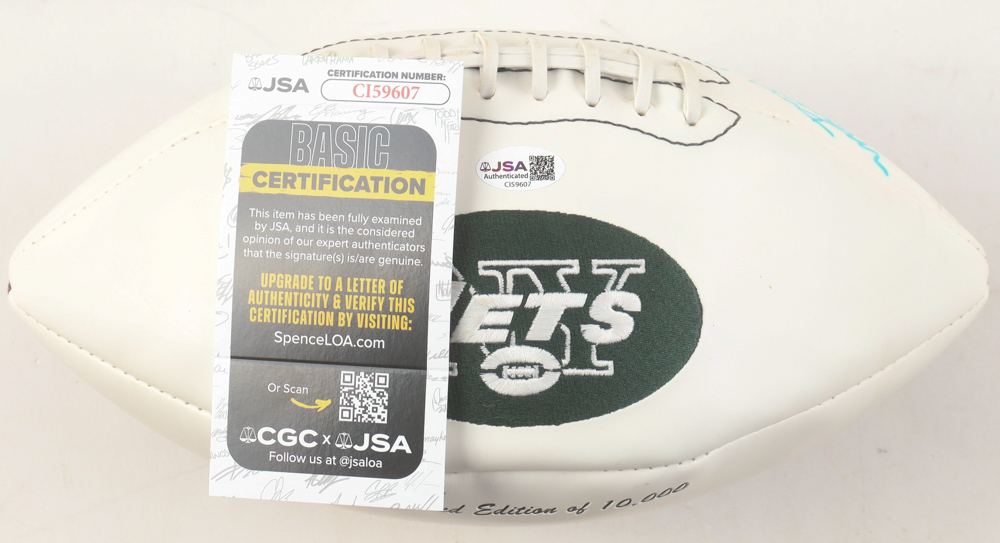 JSA
CERTIFICATION NUMBER:
CI59607
BASIC
CERTIFICATION
This item has been fully examined
by JSA, and it is the considered
opinion of our expert authenticators
that the signature(s) is/are genuine.
UPGRADE TO A LETTER OF
AUTHENTICITY & VERIFY THIS
CERTIFICATION BY VISITING:
SpenceLOA.com
Or Scan
CGC x JSA
Follow us at @jsaloa
JSA
Authenticated
CI59607
NY
ETS
Edition of 10,000